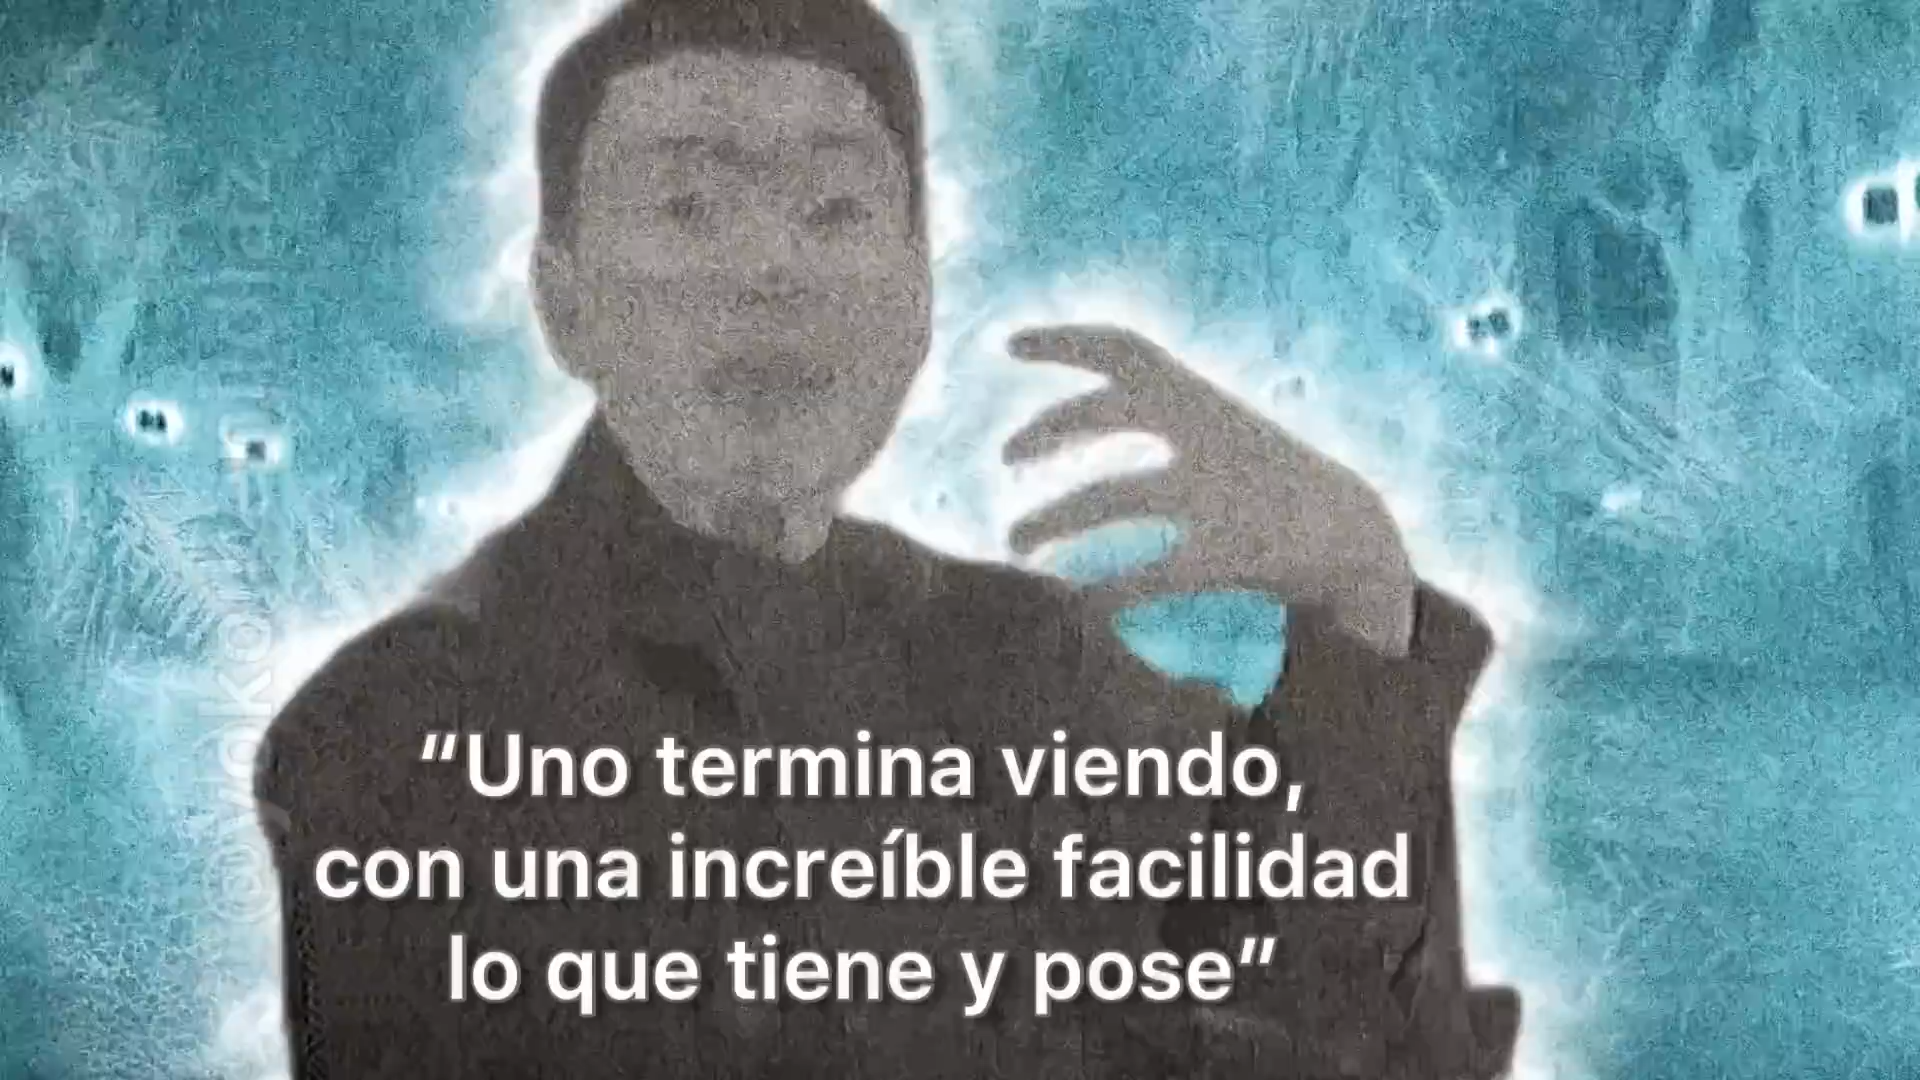 “Uno termina viendo,
con una increíble facilidad
lo que tiene y pose”